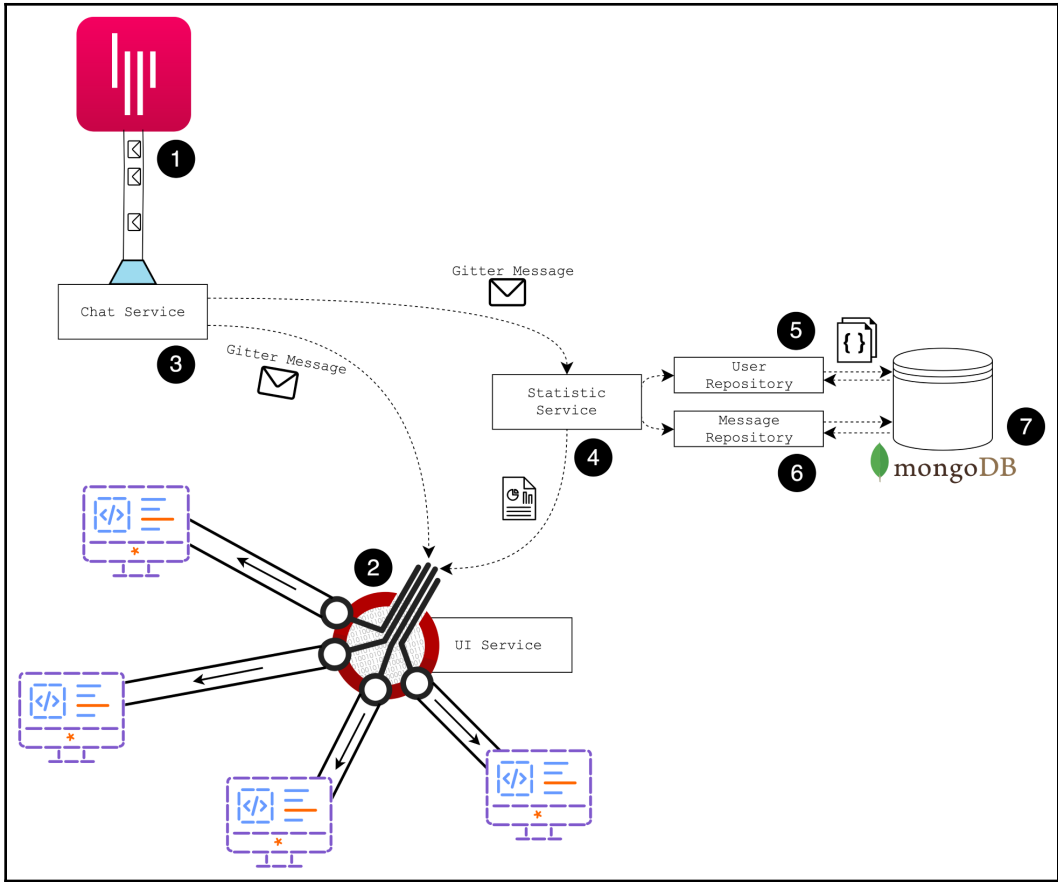 1
Gitter Message
Chat Service
3
Gitter Message
5
{}
User
Repository
Statistic
Service
Message
Repository
7
4
6
mongoDB
</>
2
UI Service
</>
</>
</>